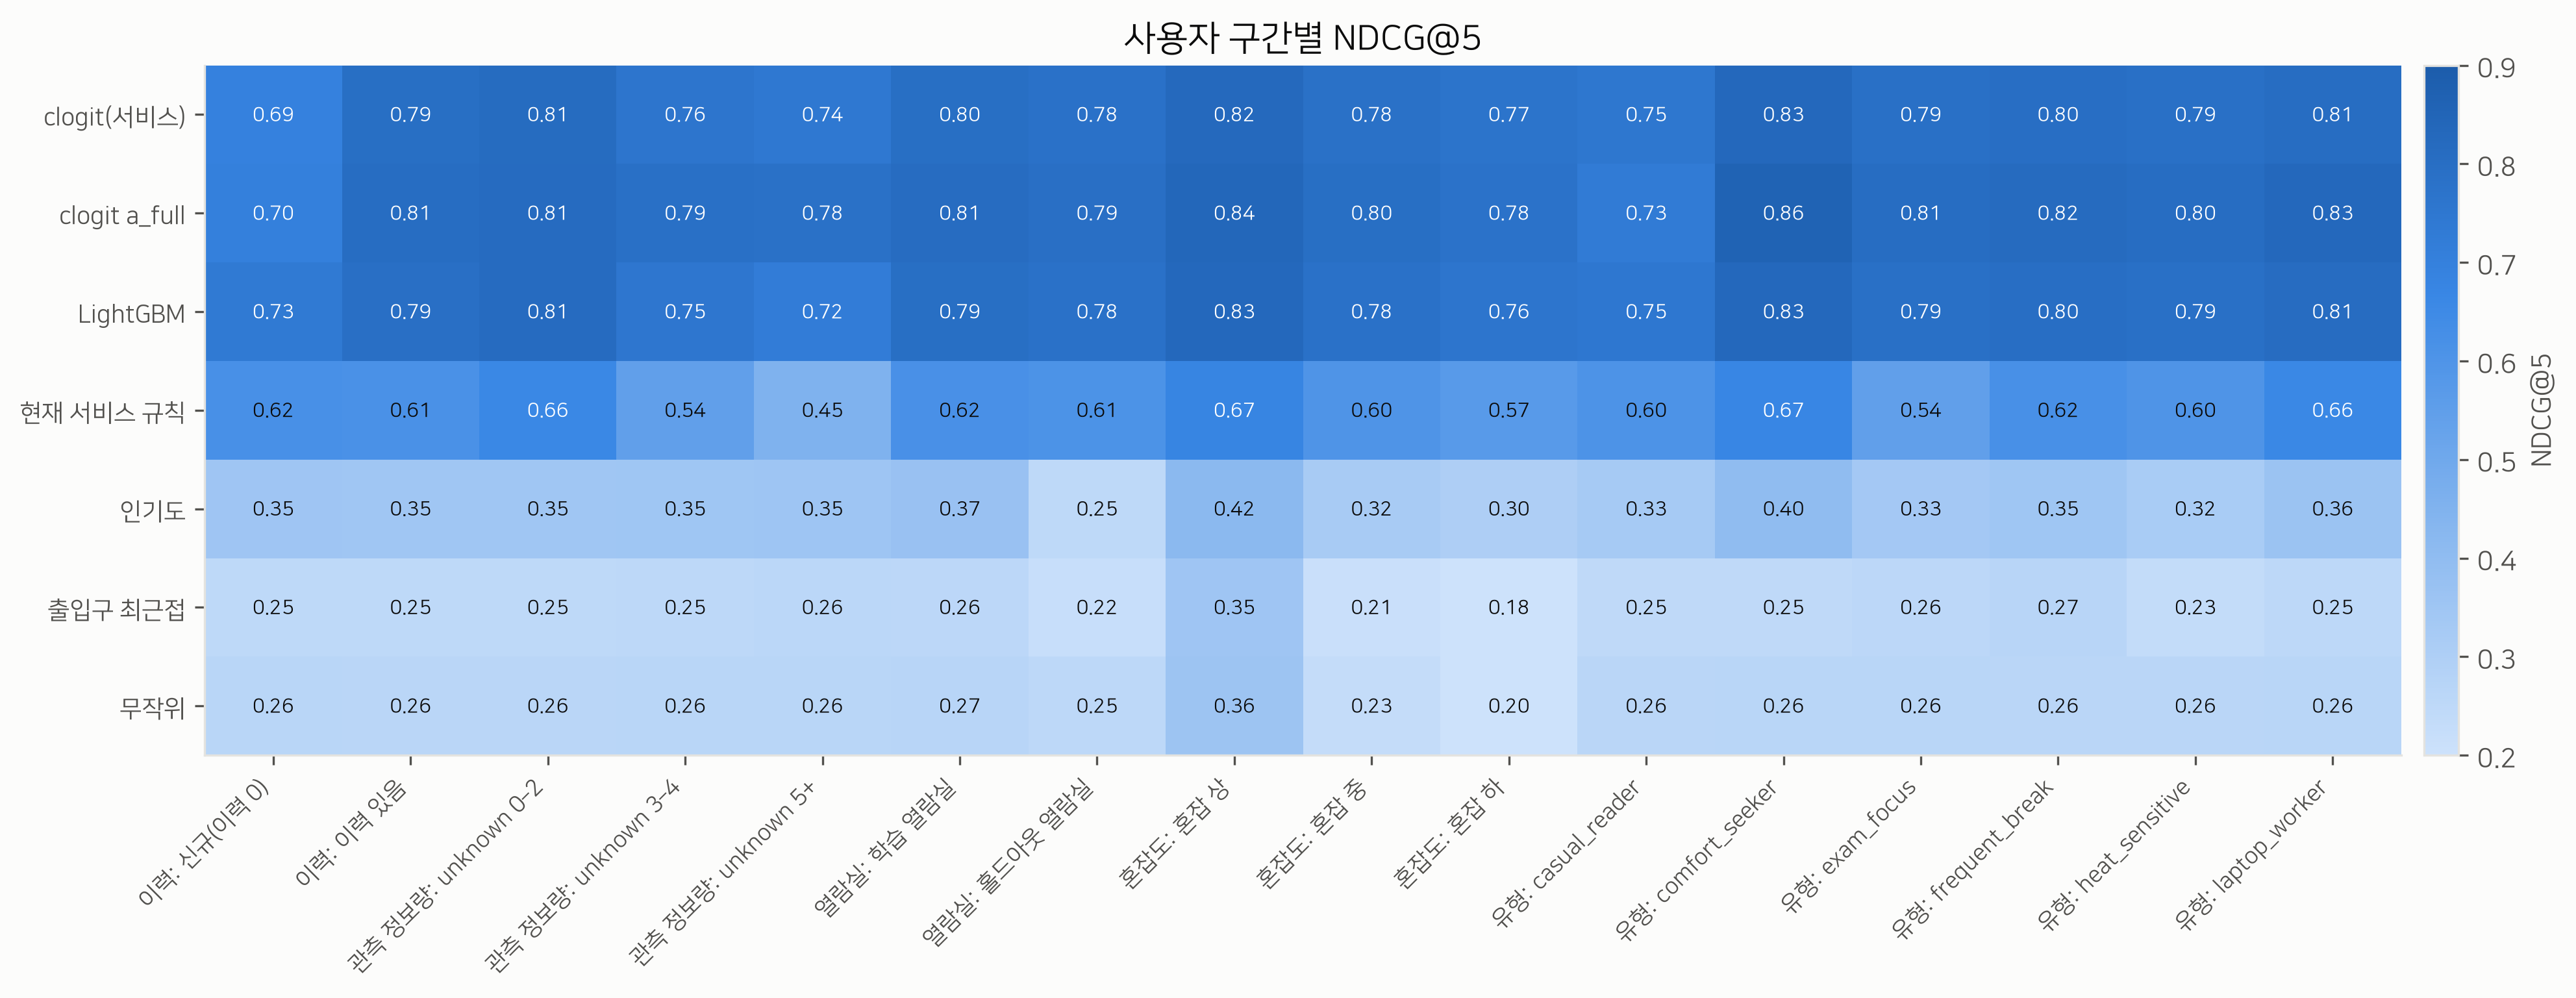 사용자 구간별 NDCG@5
clogit(서비스) 0.69 0.79 0.81 0.76 0.74 0.80 0.78 0.82 0.78 0.77 0.75 0.83 0.79 0.80 0.79 0.81
clogit a_full 0.70 0.81 0.81 0.79 0.78 0.81 0.79 0.84 0.80 0.78 0.73 0.86 0.81 0.82 0.80 0.83
LightGBM 0.73 0.79 0.81 0.75 0.72 0.79 0.78 0.83 0.78 0.76 0.75 0.83 0.79 0.80 0.79 0.81
현재 서비스 규칙 0.62 0.61 0.66 0.54 0.45 0.62 0.61 0.67 0.60 0.57 0.60 0.67 0.54 0.62 0.60 0.66
인기도 0.35 0.35 0.35 0.35 0.35 0.37 0.25 0.42 0.32 0.30 0.33 0.40 0.33 0.35 0.32 0.36
출입구 최근접 0.25 0.25 0.25 0.25 0.26 0.26 0.22 0.35 0.21 0.18 0.25 0.25 0.26 0.27 0.23 0.25
무작위 0.26 0.26 0.26 0.26 0.26 0.27 0.25 0.36 0.23 0.20 0.26 0.26 0.26 0.26 0.26 0.26
이력: 신규(이력 0)
이력: 이력 있음
관측 정보량: unknown 0-2
관측 정보량: unknown 3-4
관측 정보량: unknown 5+
열람실: 학습 열람실
열람실: 홀드아웃 열람실
혼잡도: 혼잡 상
혼잡도: 혼잡 중
혼잡도: 혼잡 하
유형: casual_reader
유형: comfort_seeker
유형: exam_focus
유형: frequent_break
유형: heat_sensitive
유형: laptop_worker
0.9
0.8
0.7
0.6
0.5
0.4
0.3
0.2
NDCG@5